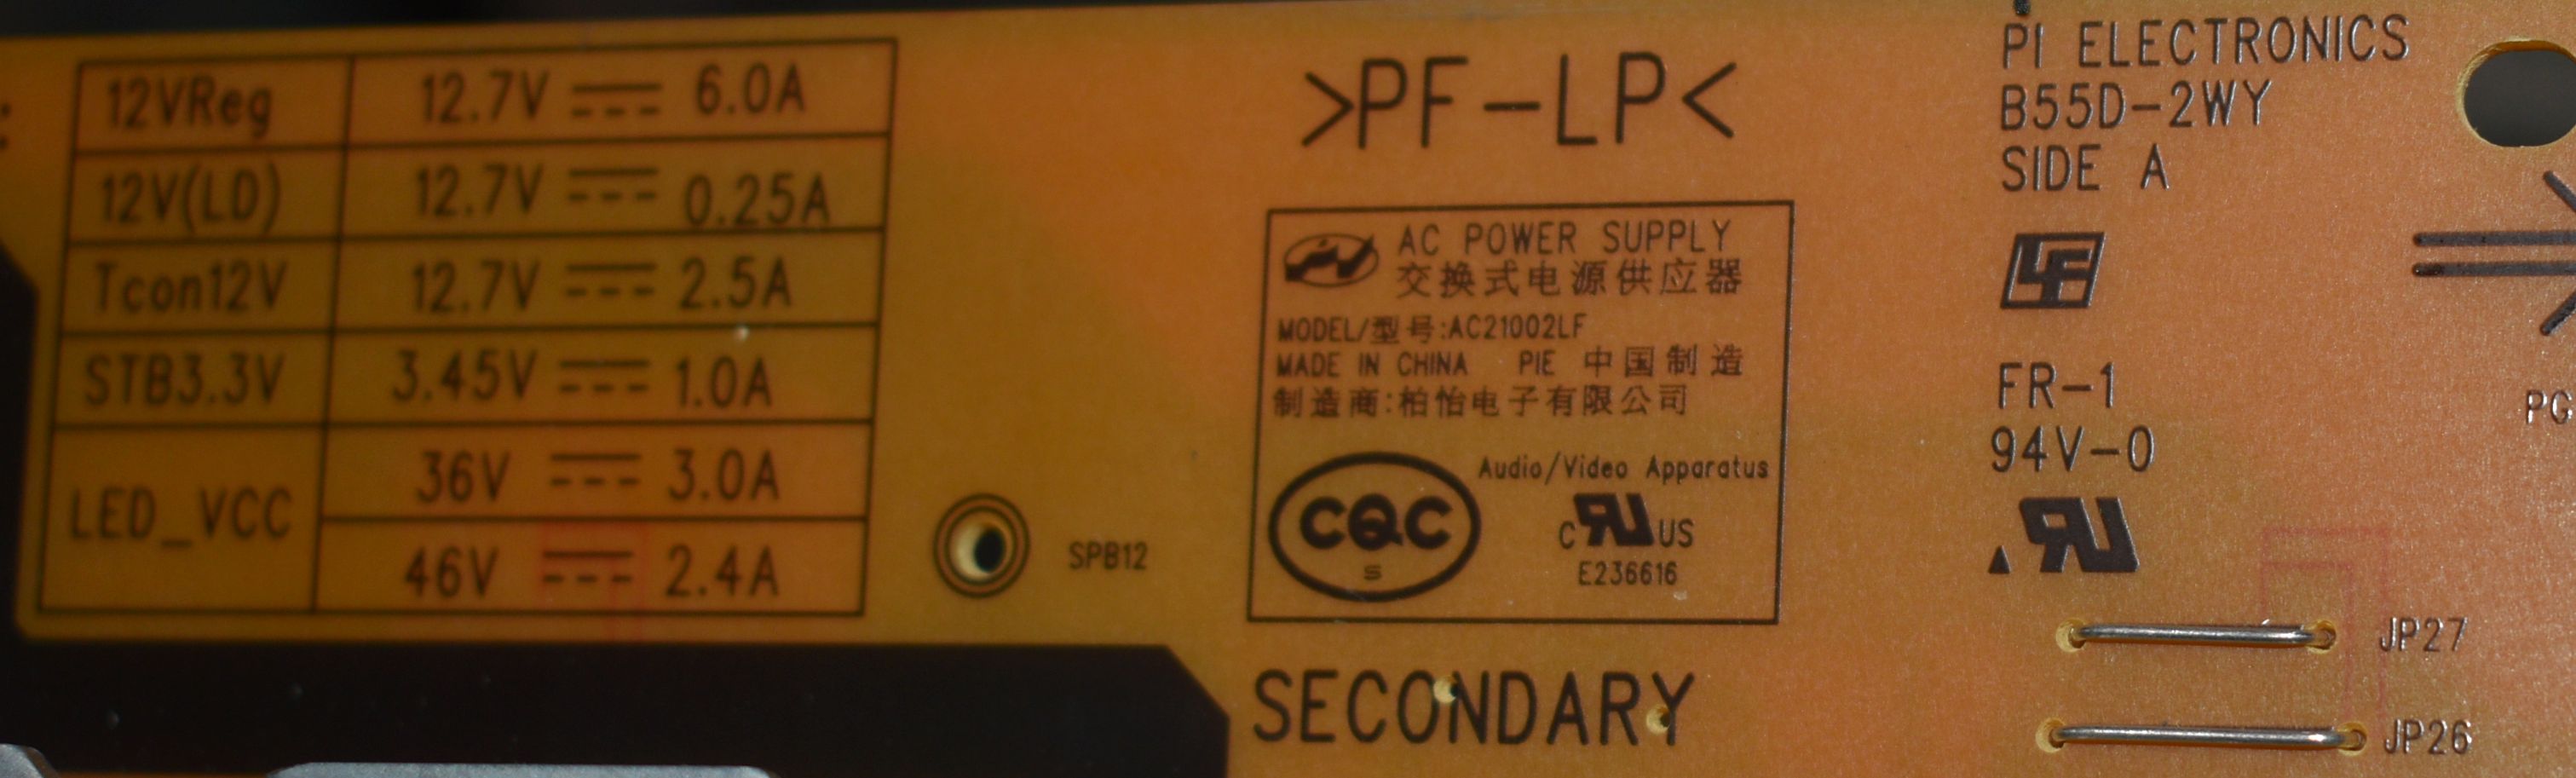 12VReg 12.7V 6.0A
12V(LD) 12.7V 0.25A
Tcon12V 12.7V 2.5A
STB3.3V 3.45V 1.0A
LED_VCC 36V 3.0A
46V 2.4A
SPB12
>PF-LP<
AC POWER SUPPLY
交换式电源供应器
MODEL/型号:AC21002LF
MADE IN CHINA PIE 中国制造
制造商:柏怡电子有限公司
Audio/Video Apparatus
CQC
S
C RU US
E236616
SECONDARY
PI ELECTRONICS
B55D-2WY
SIDE A
FR-1
94V-0
RU
JP27
JP26
PG